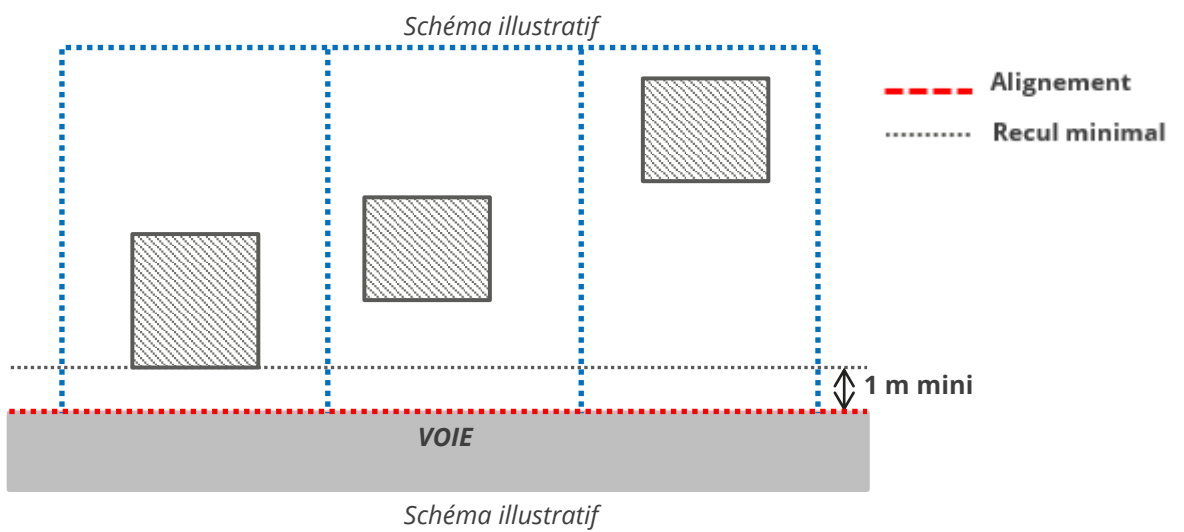 Schéma illustratif
Alignement
Recul minimal
1 m mini
VOIE
Schéma illustratif